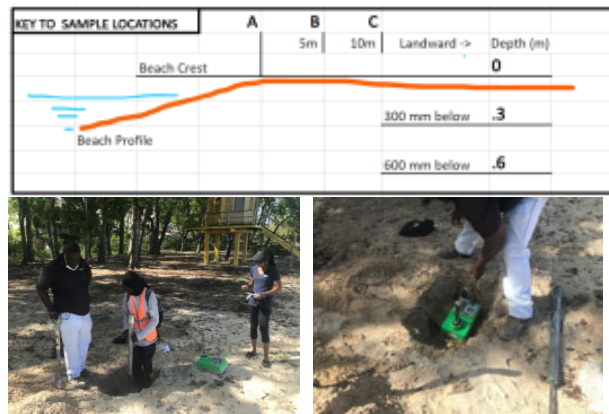 KEY TO SAMPLE LOCATIONS A B C
5m 10m Landward -> Depth (m)
Beach Crest 0
300 mm below .3
Beach Profile
600 mm below .6